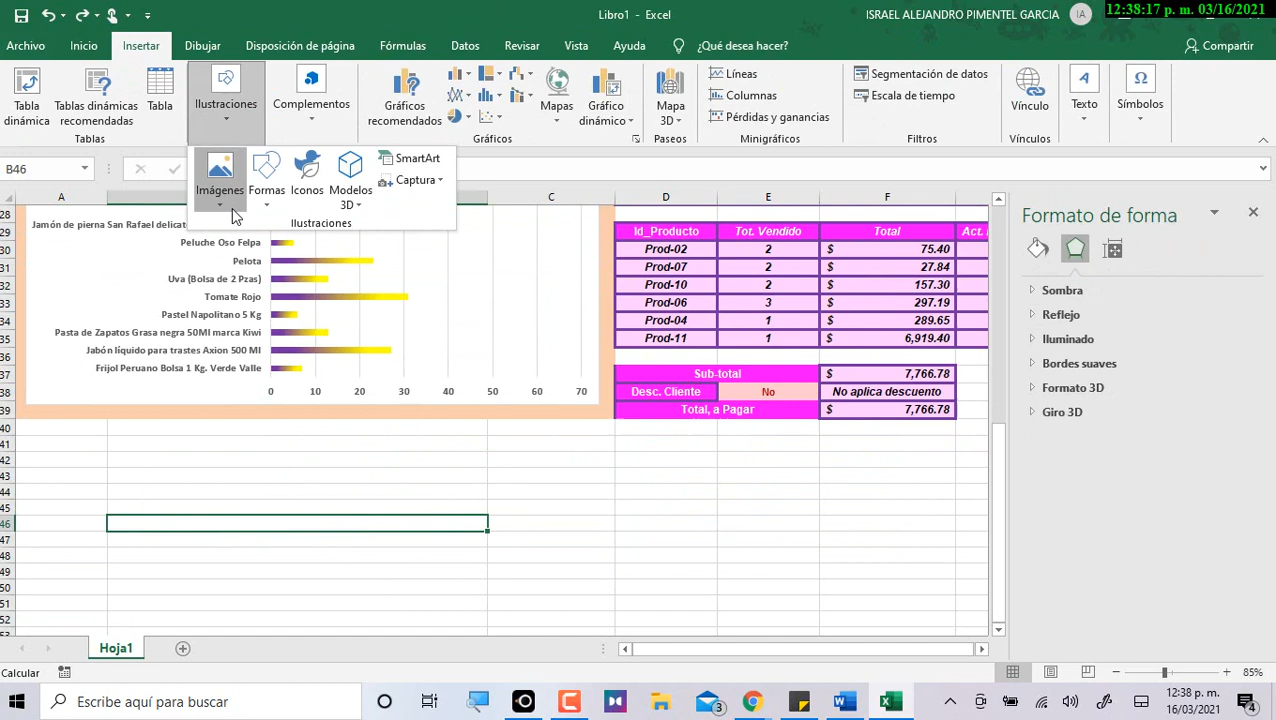 12:38:17 p. m. 03/16/2021
Libro1 - Excel
ISRAEL ALEJANDRO PIMENTEL GARCIA
IA
Archivo Inicio Insertar Dibujar Disposición de página Fórmulas Datos Revisar Vista Ayuda ¿Qué desea hacer? Compartir
Tabla dinámica
Tablas dinámicas recomendadas
Tabla
Tablas
Ilustraciones
Complementos
Gráficos recomendados
Mapas
Gráfico dinámico
Gráficos
Mapa 3D
Paseos
Líneas
Columnas
Pérdidas y ganancias
Minigráficos
Segmentación de datos
Escala de tiempo
Filtros
Vínculo
Vínculos
Texto
Símbolos
Imágenes
Formas
Iconos
Modelos 3D
SmartArt
Captura
Ilustraciones
B46
A C D E F
28
29
30
31
32
33
34
35
36
37
38
39
40
41
42
43
44
45
46
47
48
49
50
51
52
53
Jamón de pierna San Rafael delicat
Peluche Oso Felpa
Pelota
Uva (Bolsa de 2 Pzas)
Tomate Rojo
Pastel Napolitano 5 Kg
Pasta de Zapatos Grasa negra 50Ml marca Kiwi
Jabón líquido para trastes Axion 500 Ml
Frijol Peruano Bolsa 1 Kg. Verde Valle
0 10 20 30 40 50 60 70
Id_Producto Tot. Vendido Total Act.
Prod-02 2 $ 75.40
Prod-07 2 $ 27.84
Prod-10 2 $ 157.30
Prod-06 3 $ 297.19
Prod-04 1 $ 289.65
Prod-11 1 $ 6,919.40
Sub-total $ 7,766.78
Desc. Cliente No No aplica descuento
Total, a Pagar $ 7,766.78
Formato de forma
Sombra
Reflejo
Iluminado
Bordes suaves
Formato 3D
Giro 3D
Hoja1
Calcular
85%
Escribe aquí para buscar
3
12:38 p. m.
16/03/2021
4